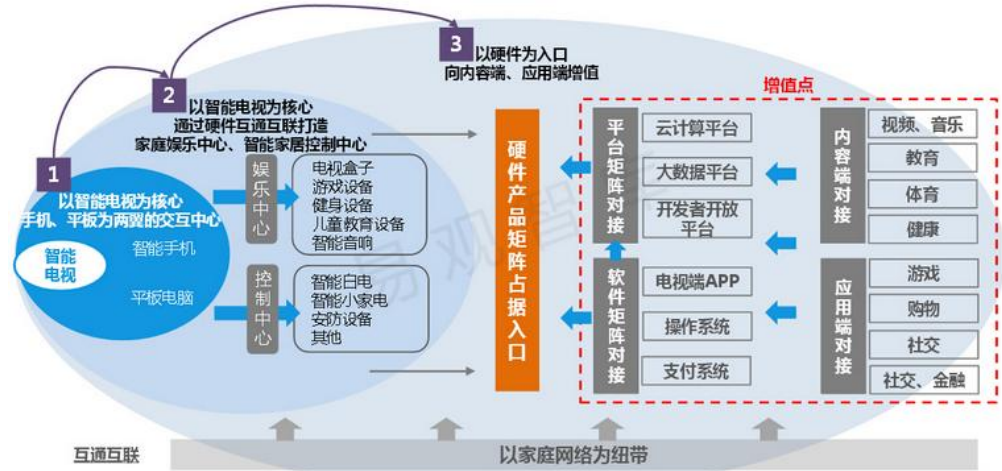 3
以硬件为入口
向内容端、应用端增值
2
以智能电视为核心
通过硬件互通互联打造
家庭娱乐中心、智能家居控制中心
1
以智能电视为核心
手机、平板为两翼的交互中心
智能
电视
智能手机
平板电脑
娱乐中心
电视盒子
游戏设备
健身设备
儿童教育设备
智能音响
控制中心
智能白电
智能小家电
安防设备
其他
硬件产品矩阵占据入口
增值点
平台矩阵对接
云计算平台
大数据平台
开发者开放
平台
软件矩阵对接
电视端APP
操作系统
支付系统
内容端对接
视频、音乐
教育
体育
健康
应用端对接
游戏
购物
社交
社交、金融
互通互联
以家庭网络为纽带
易观智库